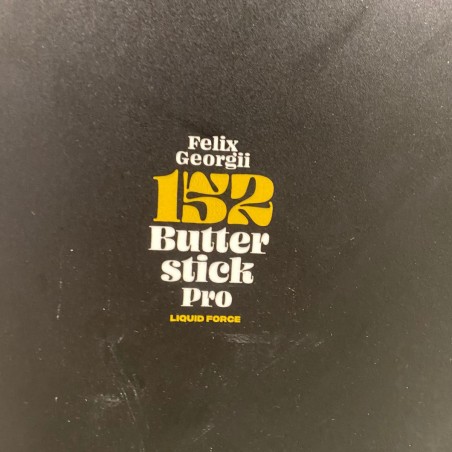 Felix
Georgii
152
Butter
stick
Pro
LIQUID FORCE